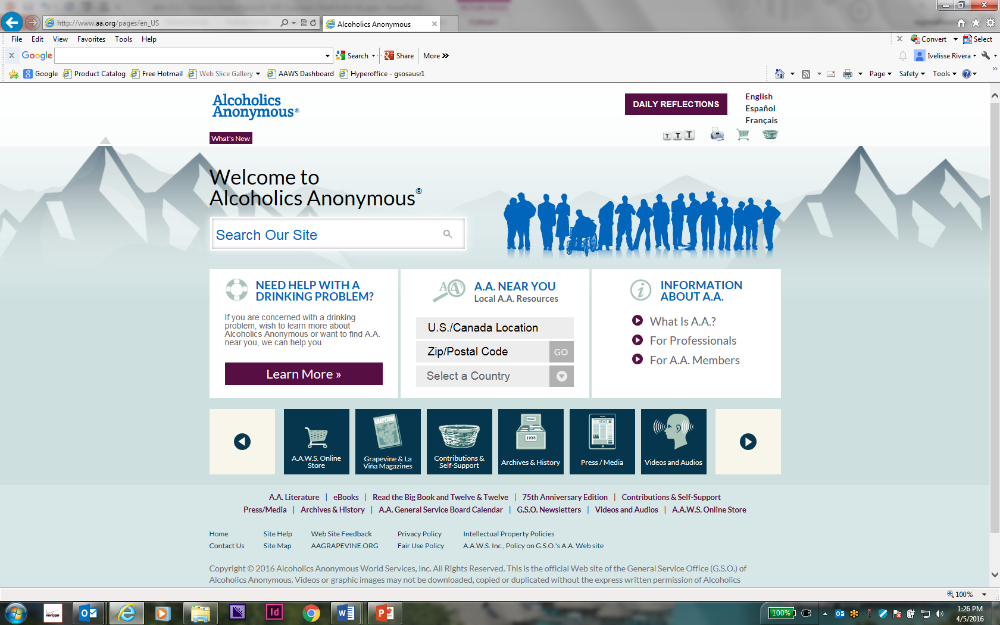 http://www.aa.org/pages/en_US
Alcoholics Anonymous
File Edit View Favorites Tools Help
Convert Select
Google Search Share More »
Ivelisse Rivera
Google Product Catalog Free Hotmail Web Slice Gallery AAWS Dashboard Hyperoffice - gsosausr1
Page Safety Tools
Alcoholics
Anonymous®
DAILY REFLECTIONS
English
Español
Français
What's New
T T T
Welcome to
Alcoholics Anonymous®
Search Our Site
NEED HELP WITH A
DRINKING PROBLEM?
If you are concerned with a drinking
problem, wish to learn more about
Alcoholics Anonymous or want to find A.A.
near you, we can help you.
Learn More »
A.A. NEAR YOU
Local A.A. Resources
U.S./Canada Location
Zip/Postal Code GO
Select a Country
INFORMATION
ABOUT A.A.
What Is A.A.?
For Professionals
For A.A. Members
A.A.W.S. Online
Store
GRAPEVINE
Grapevine & La
Viña Magazines
Contributions &
Self-Support
TODAY
1935
Archives & History
NEWS
Press / Media
Videos and Audios
A.A. Literature | eBooks | Read the Big Book and Twelve & Twelve | 75th Anniversary Edition | Contributions & Self-Support
Press/Media | Archives & History | A.A. General Service Board Calendar | G.S.O. Newsletters | Videos and Audios | A.A.W.S. Online Store
Home Site Help Web Site Feedback Privacy Policy Intellectual Property Policies
Contact Us Site Map AAGRAPEVINE.ORG Fair Use Policy A.A.W.S. Inc., Policy on G.S.O.'s A.A. Web site
Copyright © 2016 Alcoholics Anonymous World Services, Inc. All Rights Reserved. This is the official Web site of the General Service Office (G.S.O.) of
Alcoholics Anonymous. Videos or graphic images may not be downloaded, copied or duplicated without the express written permission of Alcoholics
100%
verizon
100%
1:26 PM
4/5/2016